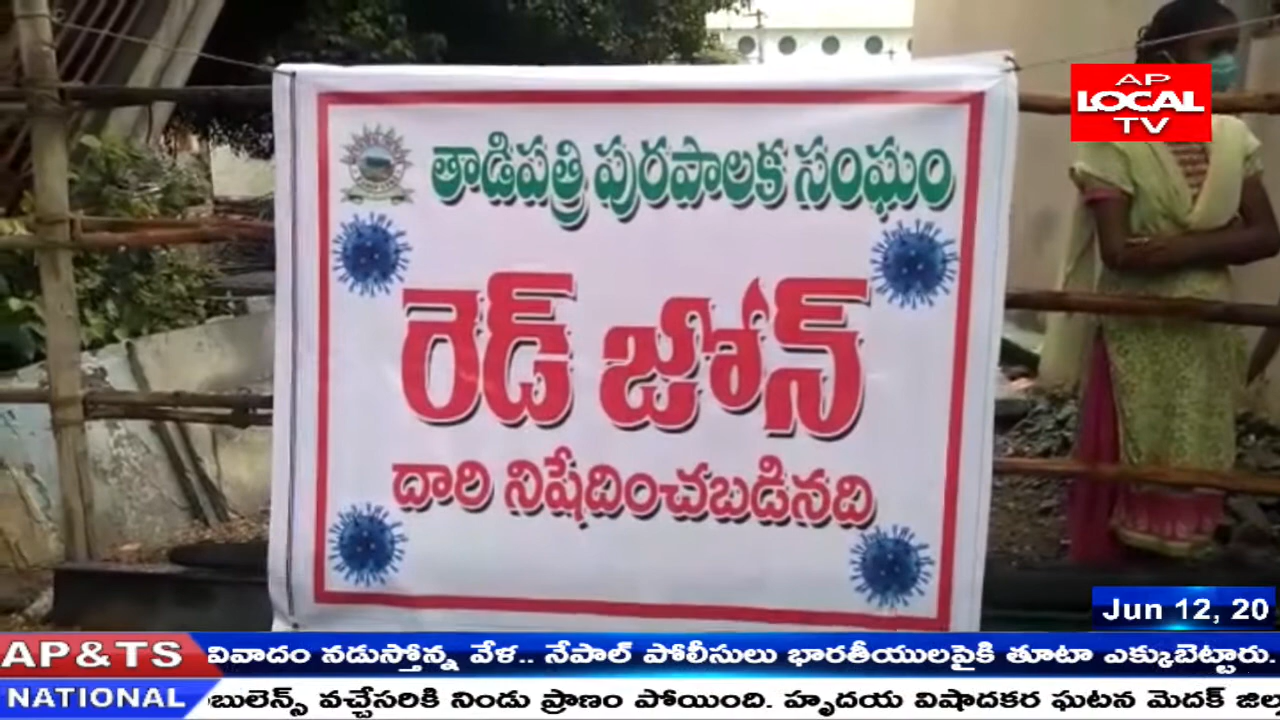 AP
LOCAL
TV
తాడిపత్రి పురపాలక సంఘం
రెడ్ జోన్
దారి నిషేదించబడినది
Jun 12, 20
AP&TS
వివాదం నడుస్తోన్న వేళ.. నేపాల్ పోలీసులు భారతీయులపైకి తూటా ఎక్కుబెట్టారు.
NATIONAL
వచ్చేసరికి నిండు ప్రాణం పోయింది. హృదయ విషాదకర ఘటన మెదక్